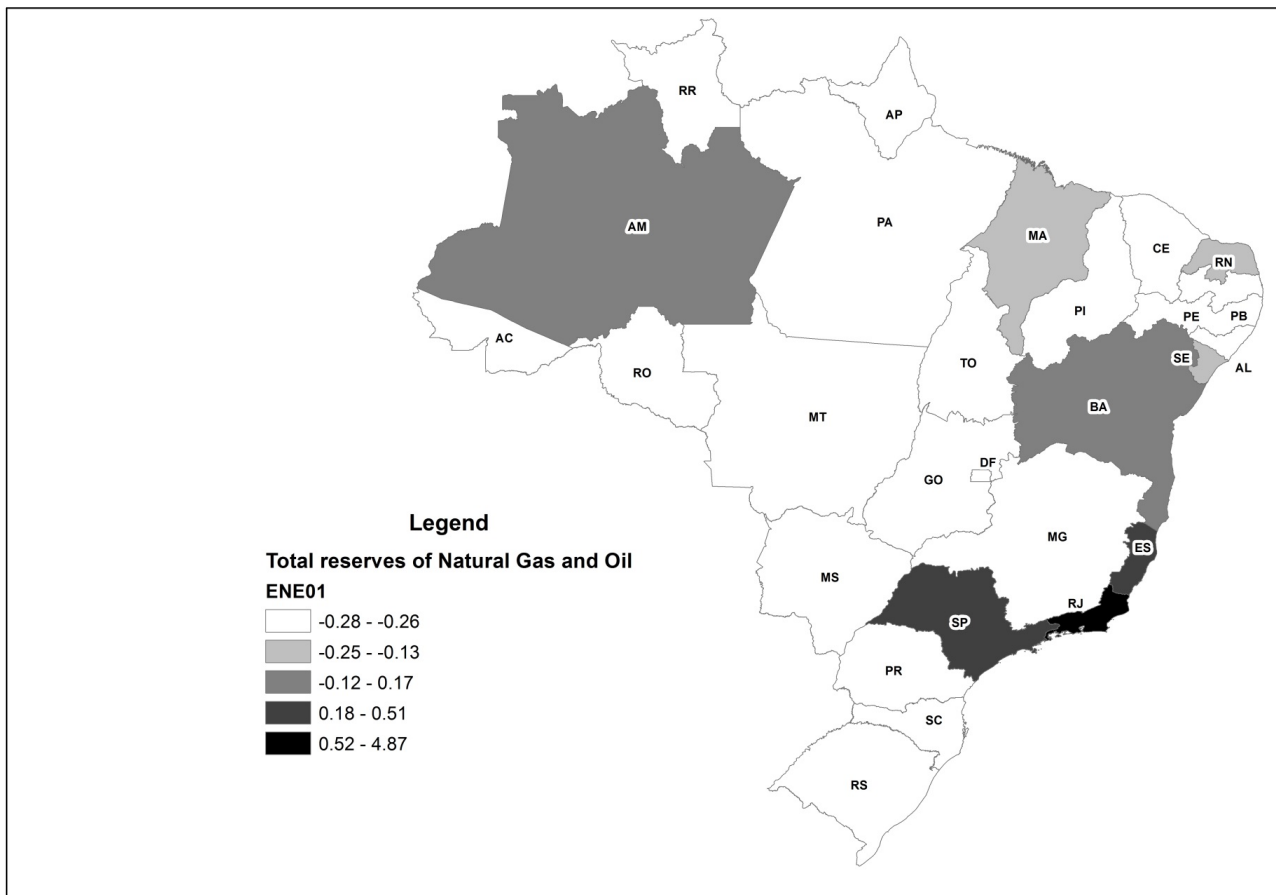 RR
AP
AM
PA
MA
CE
RN
PI
PE
PB
AC
TO
SE
AL
RO
BA
MT
DF
GO
Legend
MG
ES
Total reserves of Natural Gas and Oil
MS
ENE01
RJ
-0.28 - -0.26
SP
-0.25 - -0.13
PR
-0.12 - 0.17
0.18 - 0.51
SC
0.52 - 4.87
RS